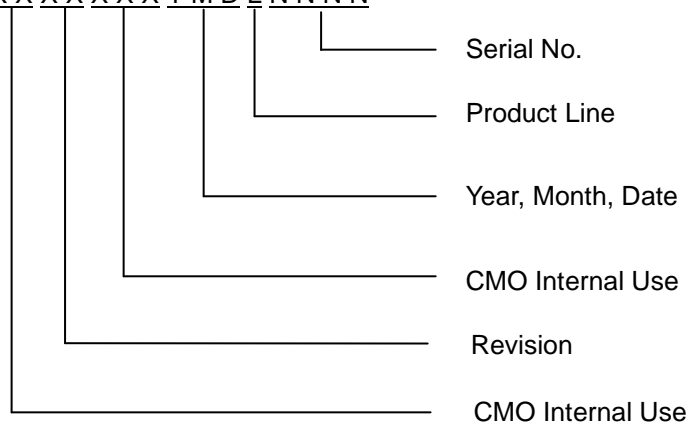 X X X X X X X Y M D L N N N N
Serial No.
Product Line
Year, Month, Date
CMO Internal Use
Revision
CMO Internal Use